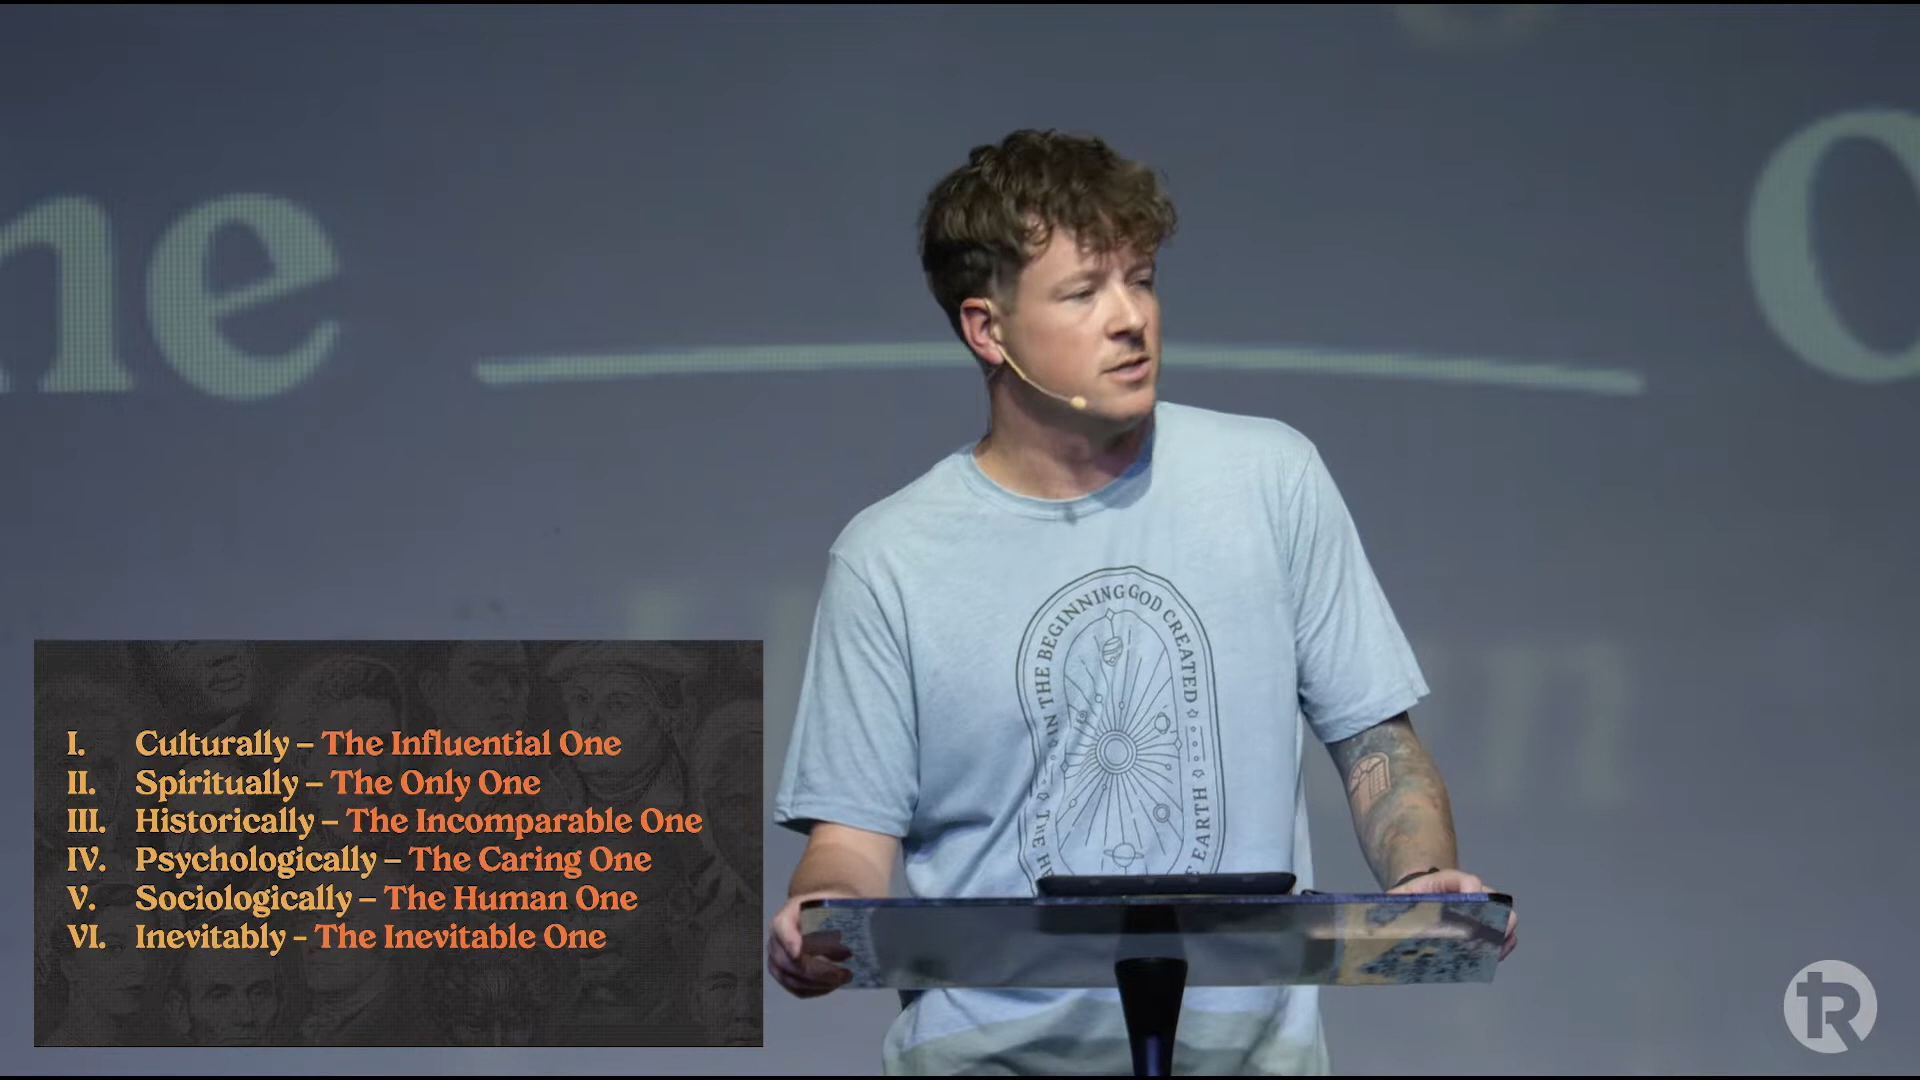 ne
I. Culturally – The Influential One
II. Spiritually – The Only One
III. Historically – The Incomparable One
IV. Psychologically – The Caring One
V. Sociologically – The Human One
VI. Inevitably - The Inevitable One
IN THE BEGINNING GOD CREATED
THE
EARTH
R